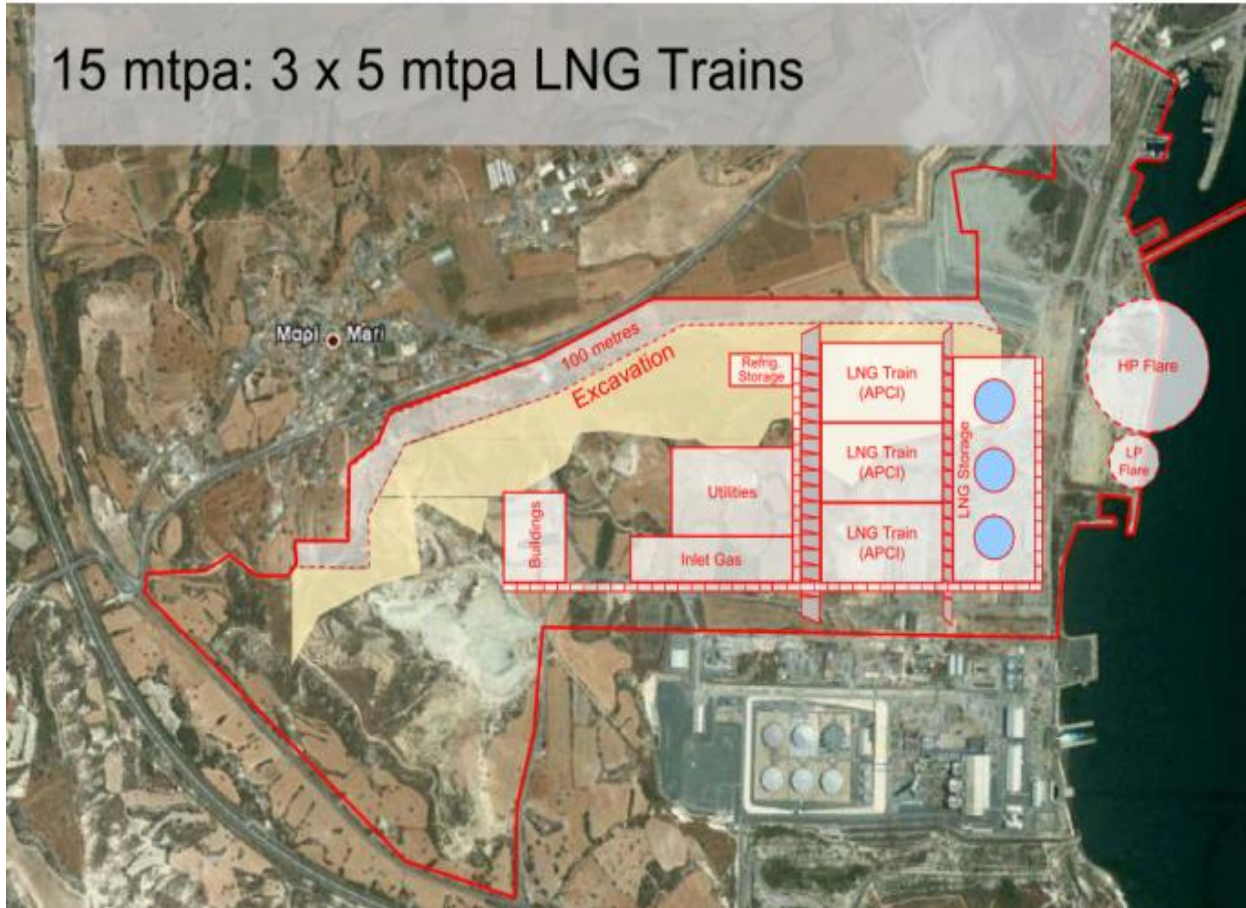 15 mtpa: 3 x 5 mtpa LNG Trains
Μαρί Mari
100 metres
Excavation
Refrig.
Storage
LNG Train
(APCI)
HP Flare
LNG Train
(APCI)
LP
Flare
LNG Storage
Utilities
Buildings
Inlet Gas
LNG Train
(APCI)